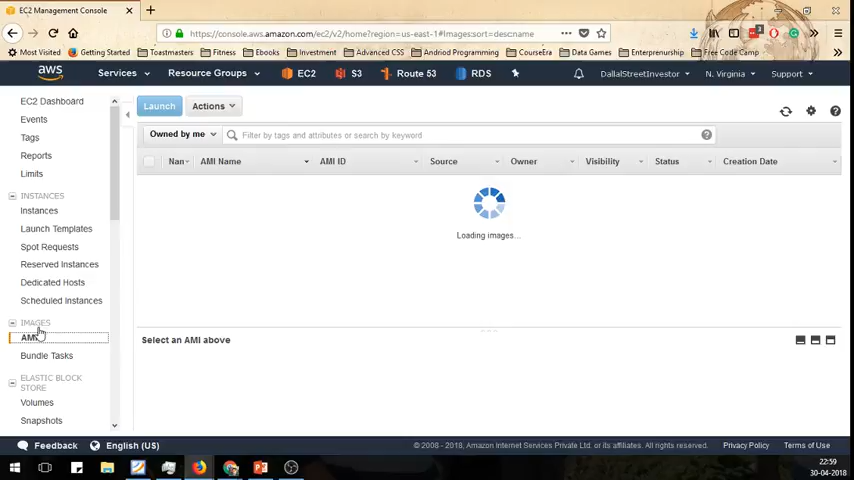 EC2 Management Console
https://console.aws.amazon.com/ec2/v2/home?region=us-east-1#Images:sort=descname
Most Visited Getting Started Toastmasters Fitness Ebooks Investment Advanced CSS Andriod Programming CourseEra Data Games Enterprenurship Free Code Camp
aws Services Resource Groups EC2 S3 Route 53 RDS DallalStreetInvestor N. Virginia Support
EC2 Dashboard
Events
Tags
Reports
Limits
INSTANCES
Instances
Launch Templates
Spot Requests
Reserved Instances
Dedicated Hosts
Scheduled Instances
IMAGES
Bundle Tasks
ELASTIC BLOCK
STORE
Volumes
Snapshots
Launch Actions
Owned by me Filter by tags and attributes or search by keyword
Nan AMI Name AMI ID Source Owner Visibility Status Creation Date
Loading images...
Select an AMI above
Feedback English (US) © 2008 - 2018, Amazon Internet Services Private Ltd. or its affiliates. All rights reserved. Privacy Policy Terms of Use
22:59
30-04-2018